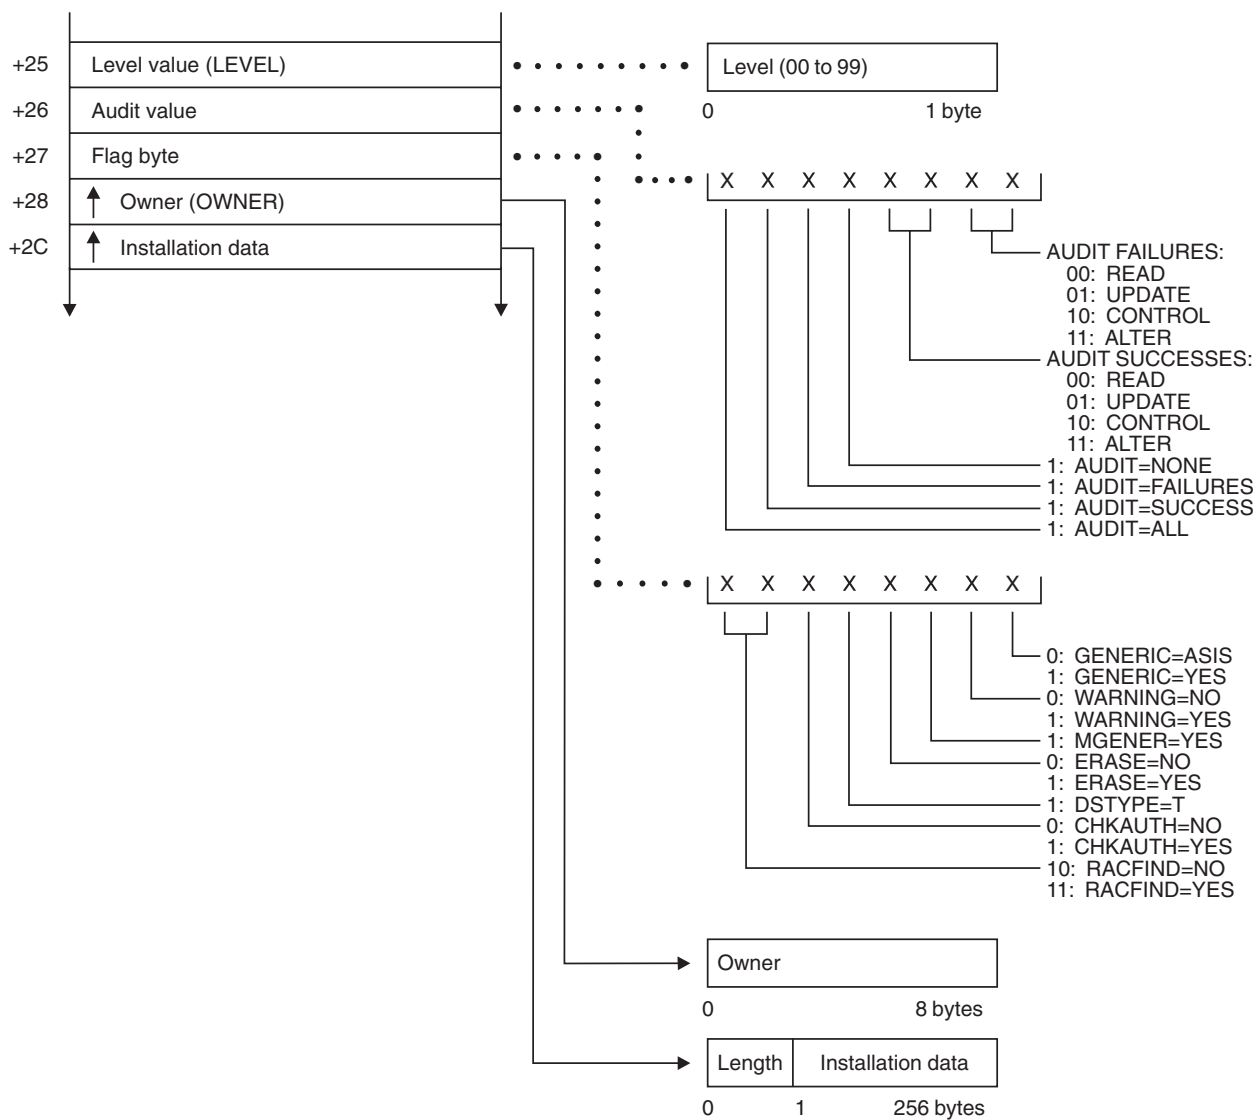 +25 Level value (LEVEL)
Level (00 to 99)
0 1 byte
+26 Audit value
+27 Flag byte
X X X X X X X X
+28 Owner (OWNER)
+2C Installation data
AUDIT FAILURES:
00: READ
01: UPDATE
10: CONTROL
11: ALTER
AUDIT SUCCESSES:
00: READ
01: UPDATE
10: CONTROL
11: ALTER
1: AUDIT=NONE
1: AUDIT=FAILURES
1: AUDIT=SUCCESS
1: AUDIT=ALL
X X X X X X X X
0: GENERIC=ASIS
1: GENERIC=YES
0: WARNING=NO
1: WARNING=YES
1: MGENER=YES
0: ERASE=NO
1: ERASE=YES
1: DSTYPE=T
0: CHKAUTH=NO
1: CHKAUTH=YES
10: RACFIND=NO
11: RACFIND=YES
Owner
0 8 bytes
Length Installation data
0 1 256 bytes